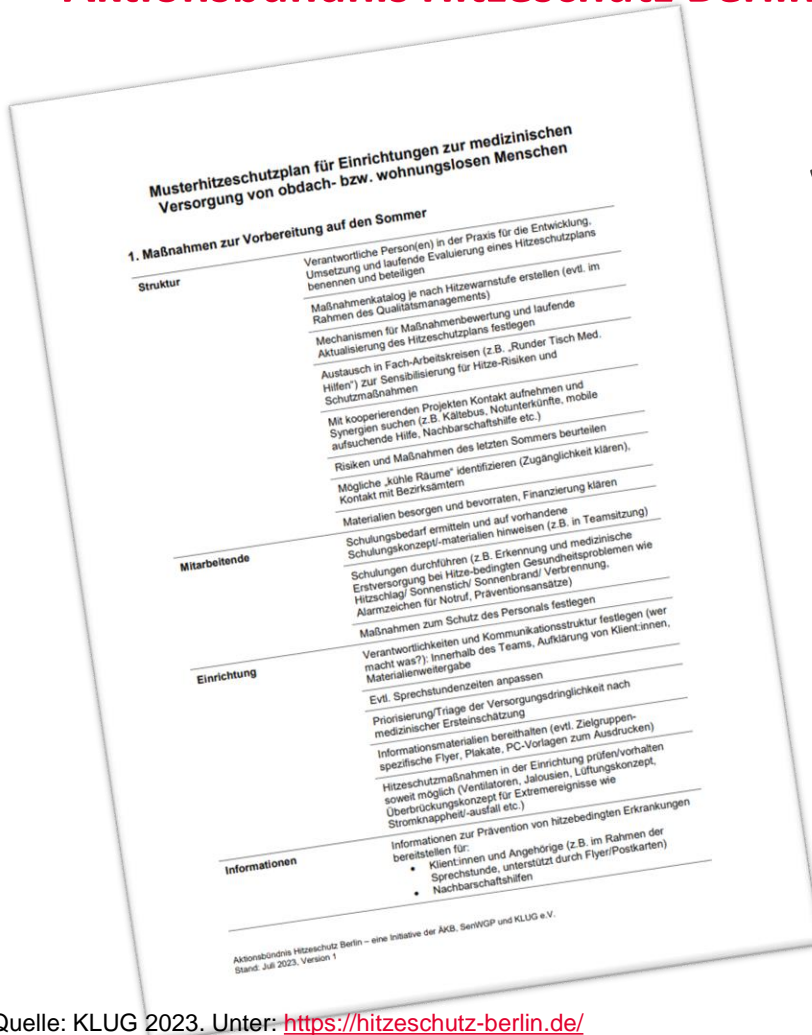 Aktionsbündnis Hitzeschutz Berlin
Musterhitzeschutzplan für Einrichtungen zur medizinischen
Versorgung von obdach- bzw. wohnungslosen Menschen
1. Maßnahmen zur Vorbereitung auf den Sommer
Struktur
Verantwortliche Person(en) in der Praxis für die Entwicklung,
Umsetzung und laufende Evaluierung eines Hitzeschutzplans
benennen und beteiligen
Maßnahmenkatalog je nach Hitzewarnstufe erstellen (evtl. im
Rahmen des Qualitätsmanagements)
Mechanismen für Maßnahmenbewertung und laufende
Aktualisierung des Hitzeschutzplans festlegen
Austausch in Fach-Arbeitskreisen (z.B. „Runder Tisch Med.
Hilfen“) zur Sensibilisierung für Hitze-Risiken und
Schutzmaßnahmen
Mit kooperierenden Projekten Kontakt aufnehmen und
Synergien suchen (z.B. Kältebus, Notunterkünfte, mobile
aufsuchende Hilfe, Nachbarschaftshilfe etc.)
Risiken und Maßnahmen des letzten Sommers beurteilen
Mögliche „kühle Räume“ identifizieren (Zugänglichkeit klären),
Kontakt mit Bezirksämtern
Materialien besorgen und bevorraten, Finanzierung klären
Mitarbeitende
Schulungsbedarf ermitteln und auf vorhandene
Schulungskonzept/-materialien hinweisen (z.B. in Teamsitzung)
Schulungen durchführen (z.B. Erkennung und medizinische
Erstversorgung bei Hitze-bedingten Gesundheitsproblemen wie
Hitzschlag/ Sonnenstich/ Sonnenbrand/ Verbrennung,
Alarmzeichen für Notruf, Präventionsansätze)
Maßnahmen zum Schutz des Personals festlegen
Einrichtung
Verantwortlichkeiten und Kommunikationsstruktur festlegen (wer
macht was?): Innerhalb des Teams, Aufklärung von Klient:innen,
Materialienweitergabe
Evtl. Sprechstundenzeiten anpassen
Priorisierung/Triage der Versorgungsdringlichkeit nach
medizinischer Ersteinschätzung
Informationsmaterialien bereithalten (evtl. Zielgruppen-
spezifische Flyer, Plakate, PC-Vorlagen zum Ausdrucken)
Hitzeschutzmaßnahmen in der Einrichtung prüfen/vorhalten
soweit möglich (Ventilatoren, Jalousien, Lüftungskonzept,
Überbrückungskonzept für Extremereignisse wie
Stromknappheit/-ausfall etc.)
Informationen
Informationen zur Prävention von hitzebedingten Erkrankungen
bereitstellen für:
• Klient:innen und Angehörige (z.B. im Rahmen der
Sprechstunde, unterstützt durch Flyer/Postkarten)
• Nachbarschaftshilfen
Aktionsbündnis Hitzeschutz Berlin – eine Initiative der ÄKB, SenWGP und KLUG e.V.
Stand: Juli 2023, Version 1
Quelle: KLUG 2023. Unter: https://hitzeschutz-berlin.de/